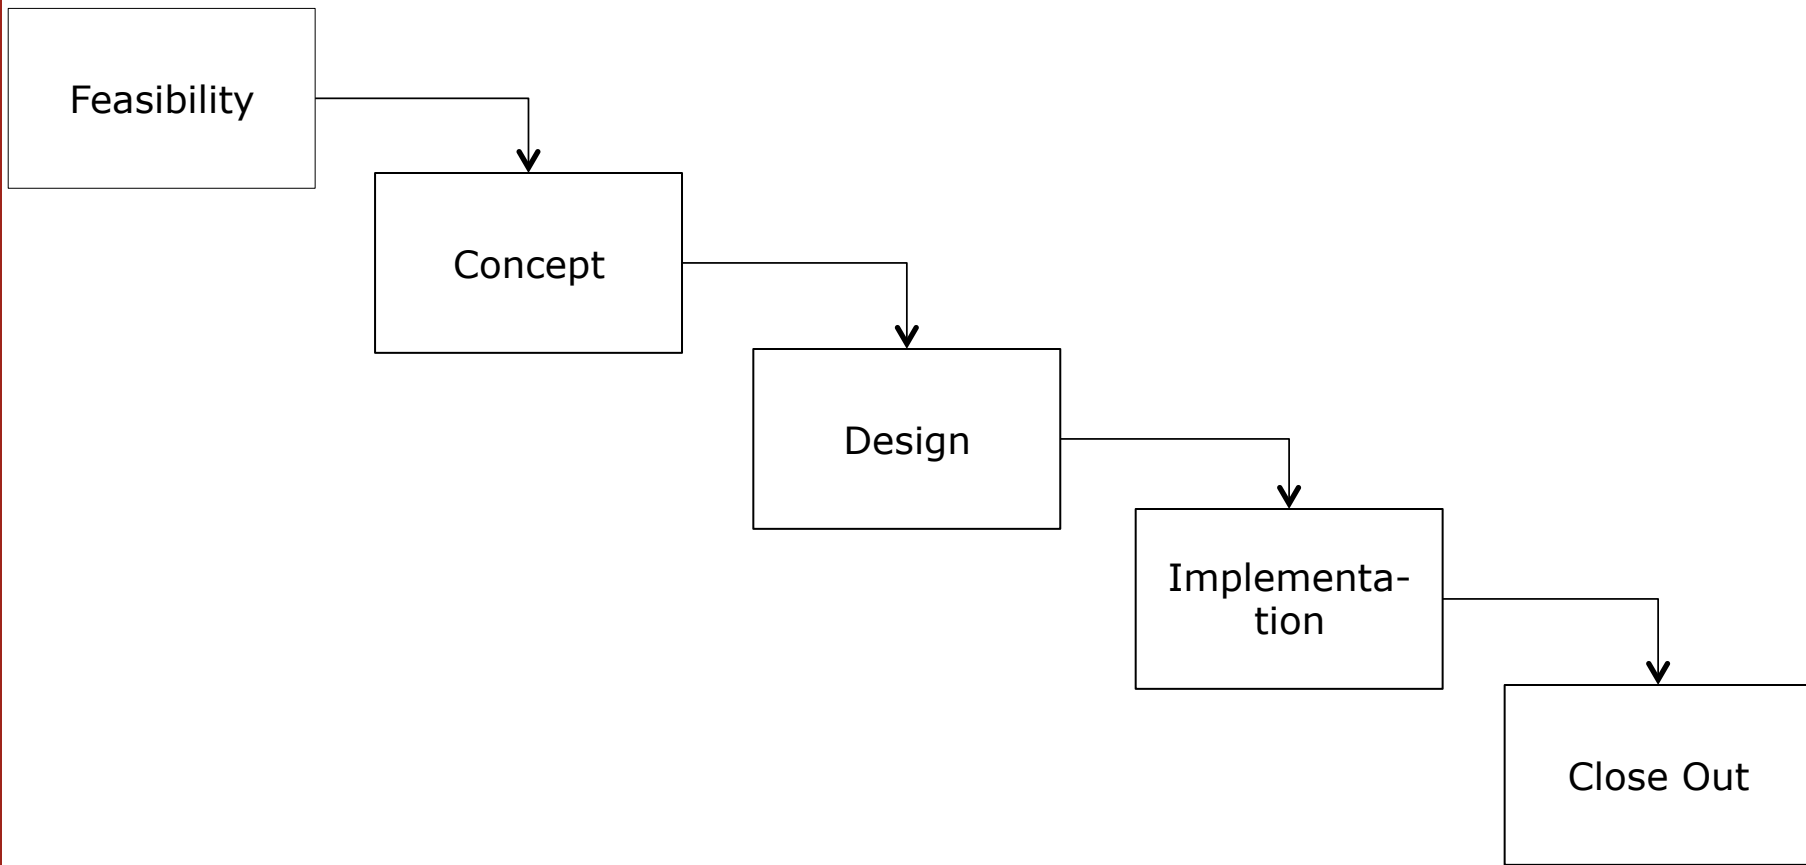 Feasibility
Concept
Design
Implementa-
tion
Close Out